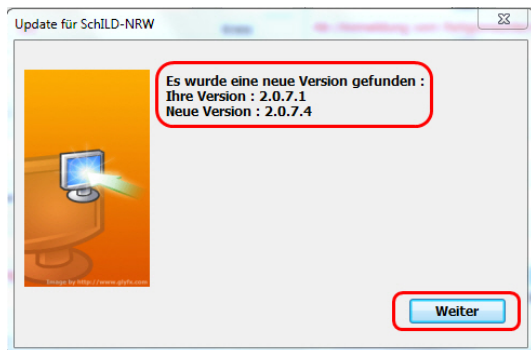 Update für SchILD-NRW
Es wurde eine neue Version gefunden :
Ihre Version : 2.0.7.1
Neue Version : 2.0.7.4
Image by http://www.glyfx.com
Weiter